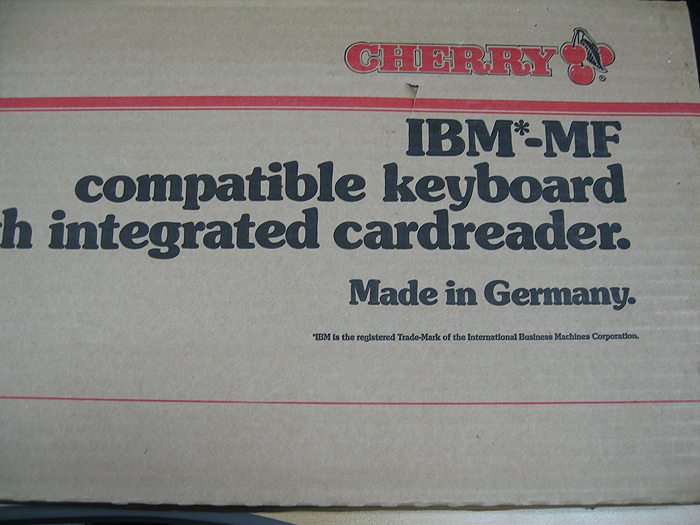 CHERRY ®
IBM*-MF
compatible keyboard
h integrated cardreader.
Made in Germany.
*IBM is the registered Trade-Mark of the International Business Machines Corporation.